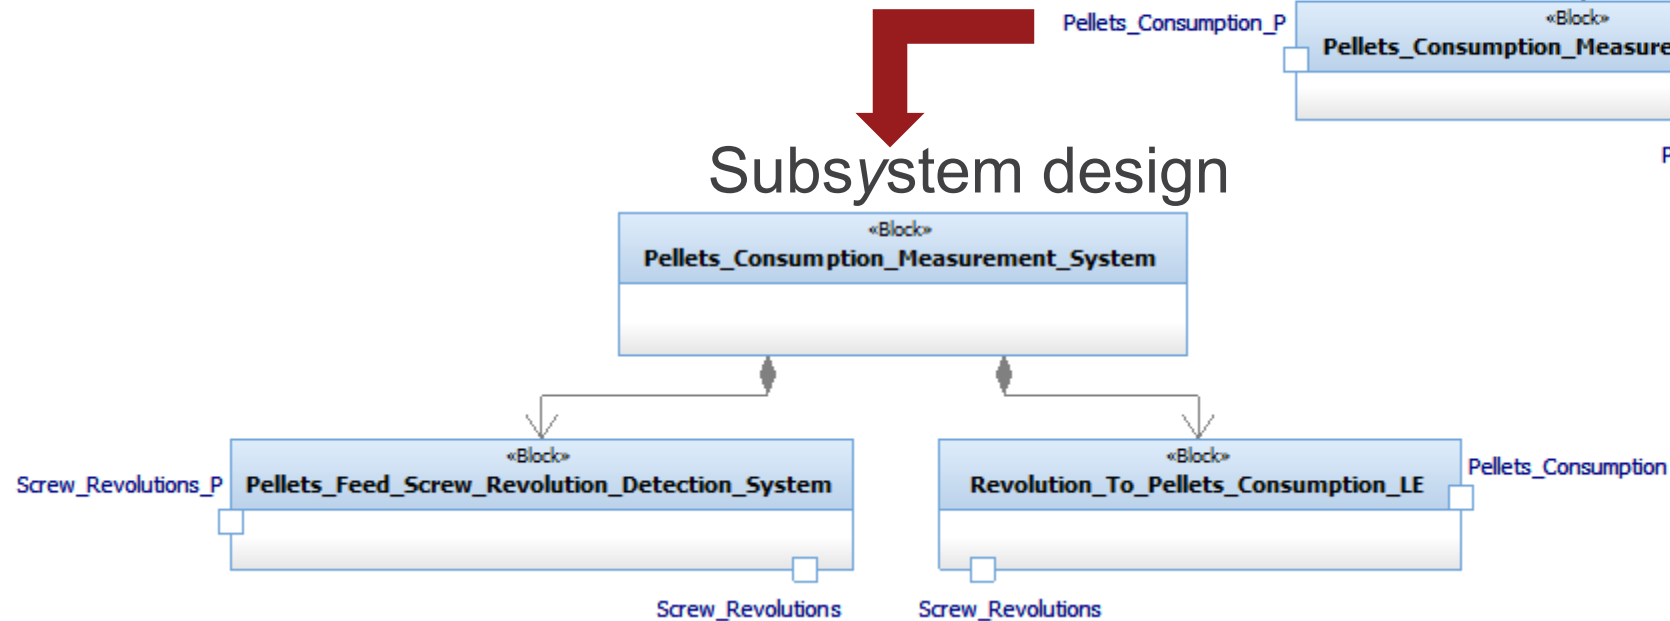 Pellets_Consumption_P
«Block»
Pellets_Consumption_Measure
Subsystem design
«Block»
Pellets_Consumption_Measurement_System
«Block»
Pellets_Feed_Screw_Revolution_Detection_System
Screw_Revolutions_P
Screw_Revolutions
«Block»
Revolution_To_Pellets_Consumption_LE
Pellets_Consumption
Screw_Revolutions